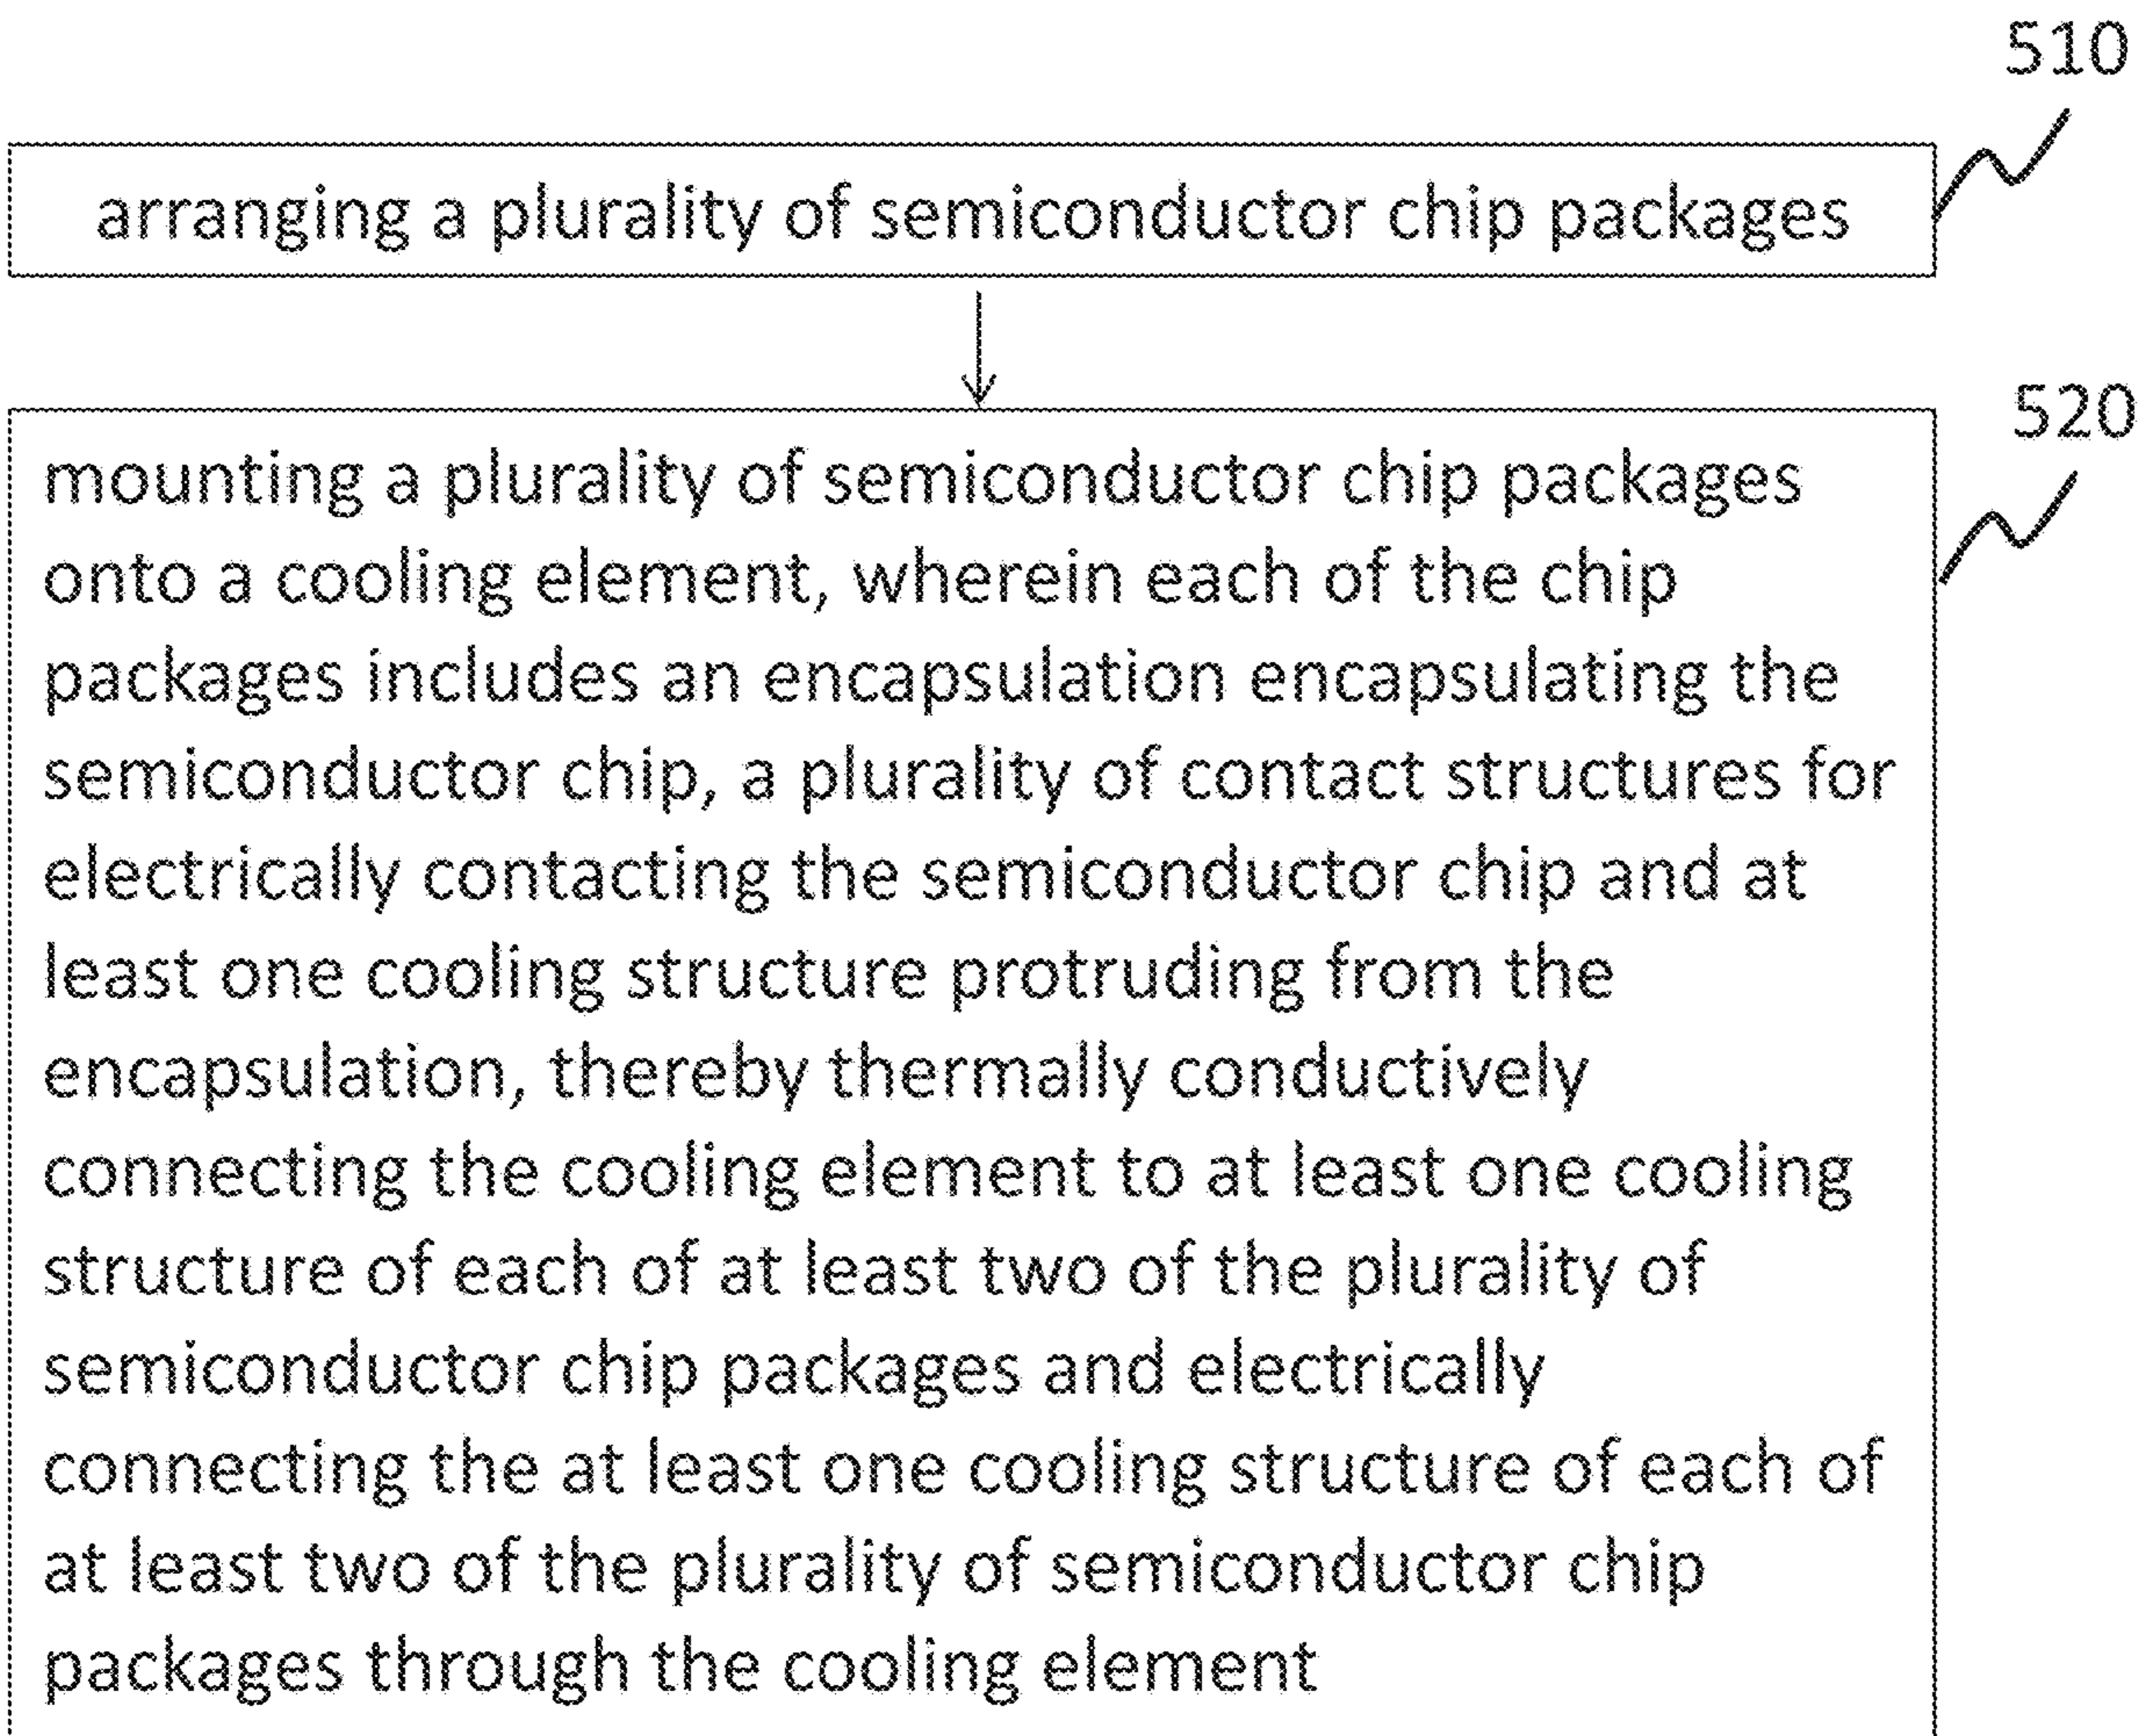 510
arranging a plurality of semiconductor chip packages
520
mounting a plurality of semiconductor chip packages
onto a cooling element, wherein each of the chip
packages includes an encapsulation encapsulating the
semiconductor chip, a plurality of contact structures for
electrically contacting the semiconductor chip and at
least one cooling structure protruding from the
encapsulation, thereby thermally conductively
connecting the cooling element to at least one cooling
structure of each of at least two of the plurality of
semiconductor chip packages and electrically
connecting the at least one cooling structure of each of
at least two of the plurality of semiconductor chip
packages through the cooling element